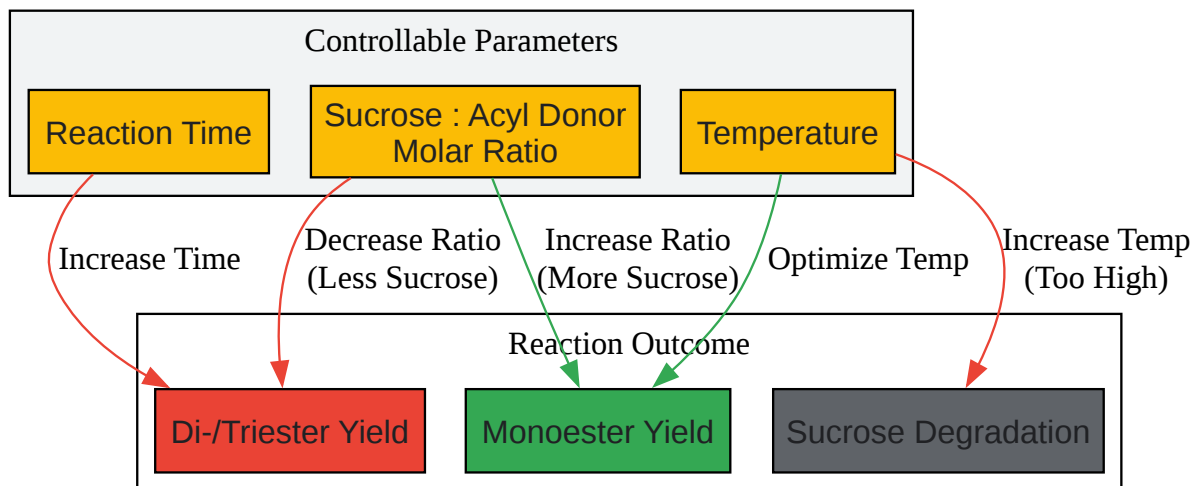 Controllable Parameters
Reaction Time
Sucrose : Acyl Donor
Molar Ratio
Temperature
Increase Time
Decrease Ratio
(Less Sucrose)
Increase Ratio
(More Sucrose)
Optimize Temp
Increase Temp
(Too High)
Reaction Outcome
Di-/Triester Yield
Monoester Yield
Sucrose Degradation